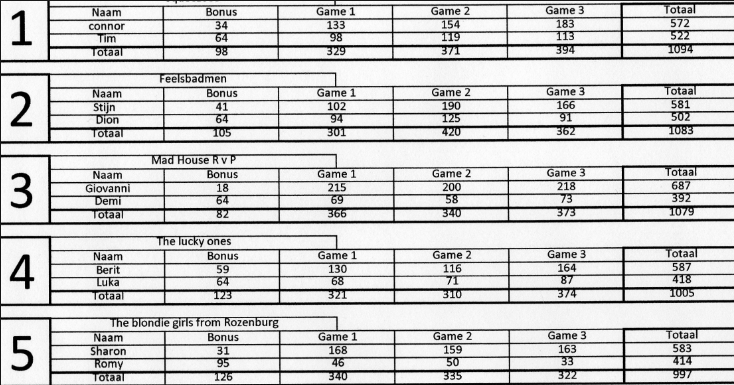 1
Naam Bonus Game 1 Game 2 Game 3 Totaal
connor 34 133 154 183 572
Tim 64 98 119 113 522
Totaal 98 329 371 394 1094
2
Feelsbadmen
Naam Bonus Game 1 Game 2 Game 3 Totaal
Stijn 41 102 190 166 581
Dion 64 94 125 91 502
Totaal 105 301 420 362 1083
3
Mad House R v P
Naam Bonus Game 1 Game 2 Game 3 Totaal
Giovanni 18 215 200 218 687
Demi 64 69 58 73 392
Totaal 82 366 340 373 1079
4
The lucky ones
Naam Bonus Game 1 Game 2 Game 3 Totaal
Berit 59 130 116 164 587
Luka 64 68 71 87 418
Totaal 123 321 310 374 1005
5
The blondie girls from Rozenburg
Naam Bonus Game 1 Game 2 Game 3 Totaal
Sharon 31 168 159 163 583
Romy 95 46 50 33 414
Totaal 126 340 335 322 997